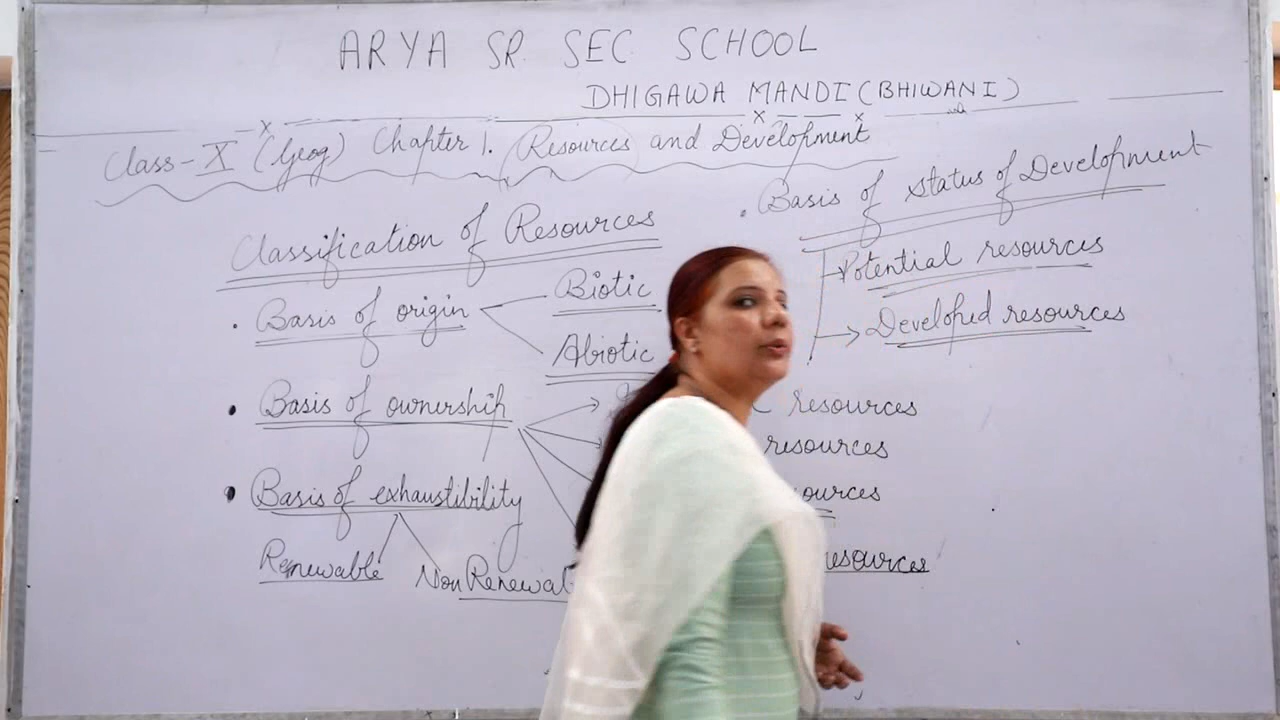 ARYA SR. SEC SCHOOL
DHIGAWA MANDI (BHIWANI)
Class-X (Geog) Chapter 1. Resources and Development
Classification of Resources
• Basis of origin
Biotic
Abiotic
• Basis of ownership
resources
resources
resources
• Basis of exhaustibility
Renewable
Non
• Basis of status of Development
Potential resources
Developed resources